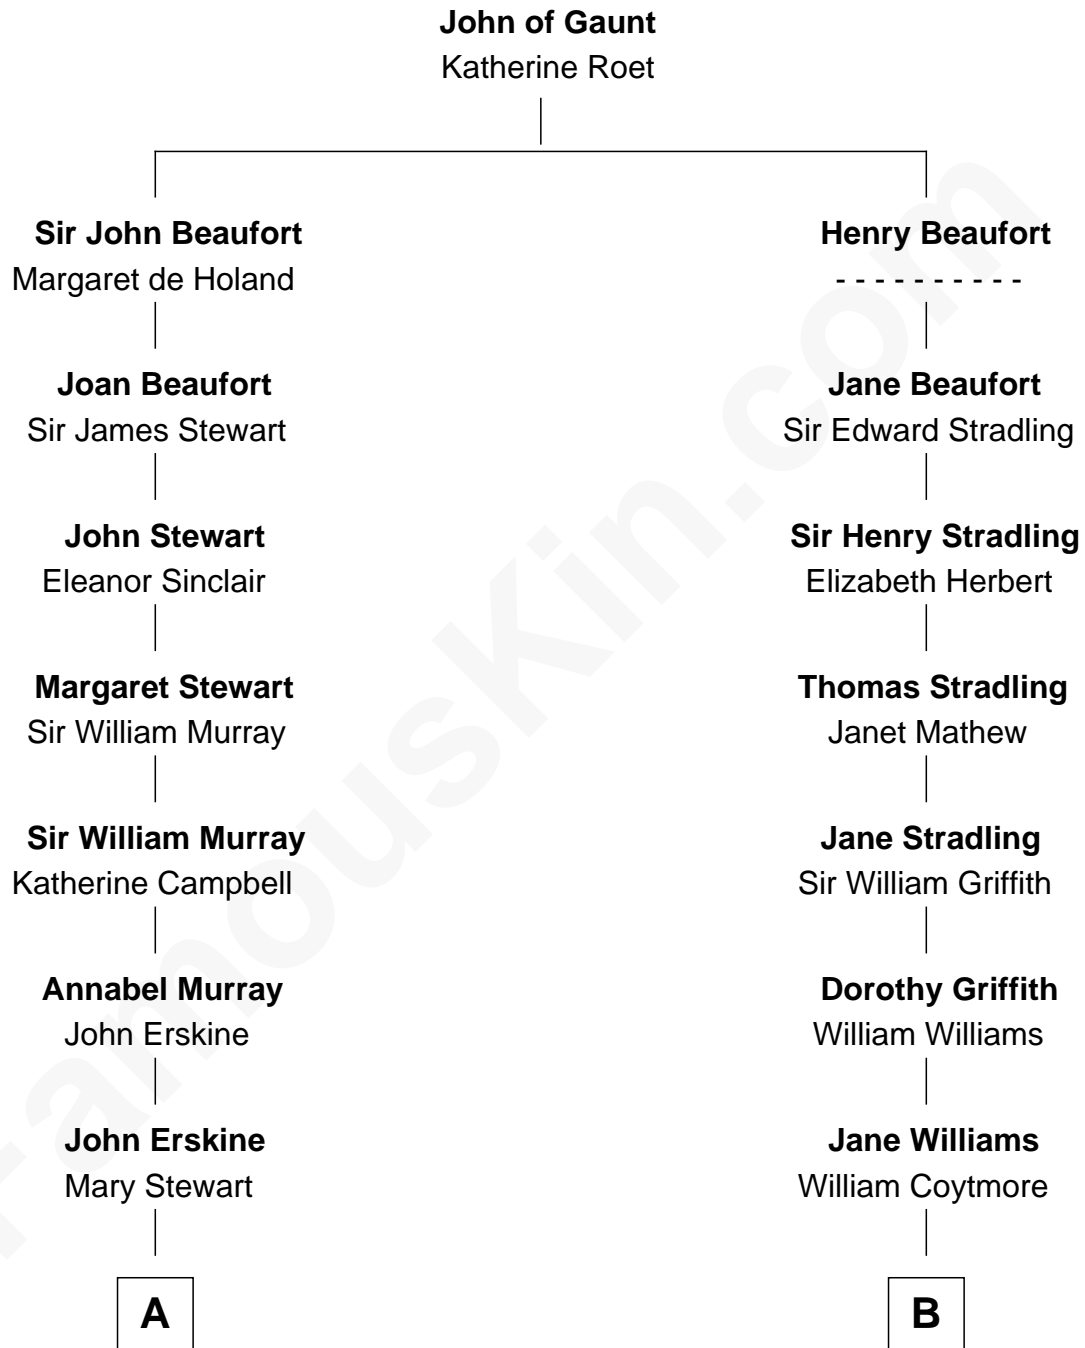 John of Gaunt
Katherine Roet
Sir John Beaufort
Margaret de Holand
Joan Beaufort
Sir James Stewart
John Stewart
Eleanor Sinclair
Margaret Stewart
Sir William Murray
Sir William Murray
Katherine Campbell
Annabel Murray
John Erskine
John Erskine
Mary Stewart
A
Henry Beaufort
- - - - - - - - - -
Jane Beaufort
Sir Edward Stradling
Sir Henry Stradling
Elizabeth Herbert
Thomas Stradling
Janet Mathew
Jane Stradling
Sir William Griffith
Dorothy Griffith
William Williams
Jane Williams
William Coytmore
B
FamousKin.com